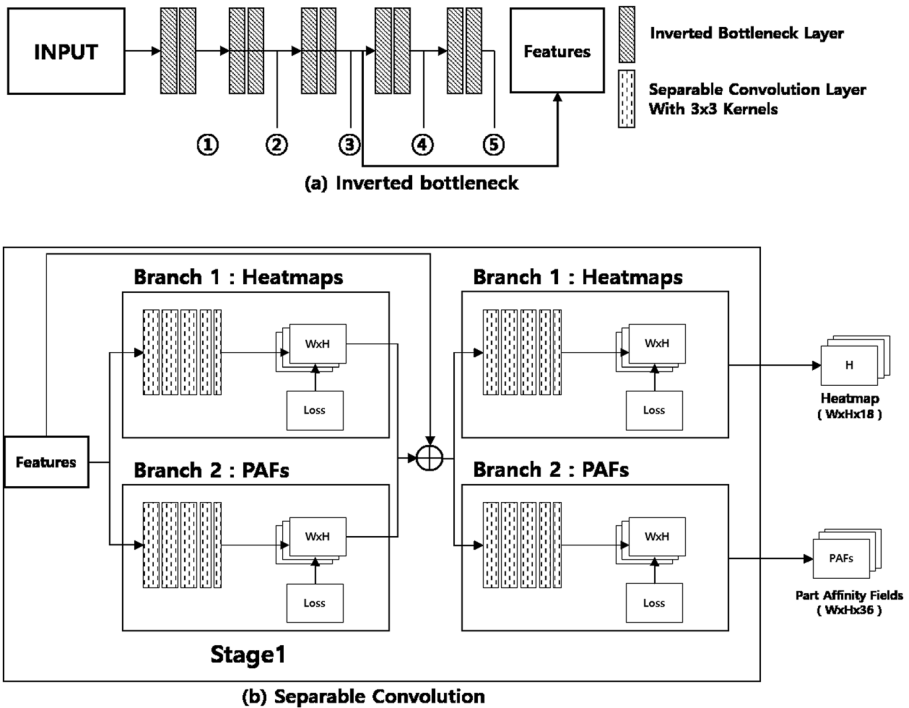 INPUT
Features
Inverted Bottleneck Layer
Separable Convolution Layer
With 3x3 Kernels
① ② ③ ④ ⑤
(a) Inverted bottleneck
Branch 1 : Heatmaps
WxH
Loss
Branch 1 : Heatmaps
WxH
Loss
H
Heatmap
( WxHx18 )
Features
Branch 2 : PAFs
WxH
Loss
Branch 2 : PAFs
WxH
Loss
PAFs
Part Affinity Fields
( WxHx36 )
Stage1
(b) Separable Convolution